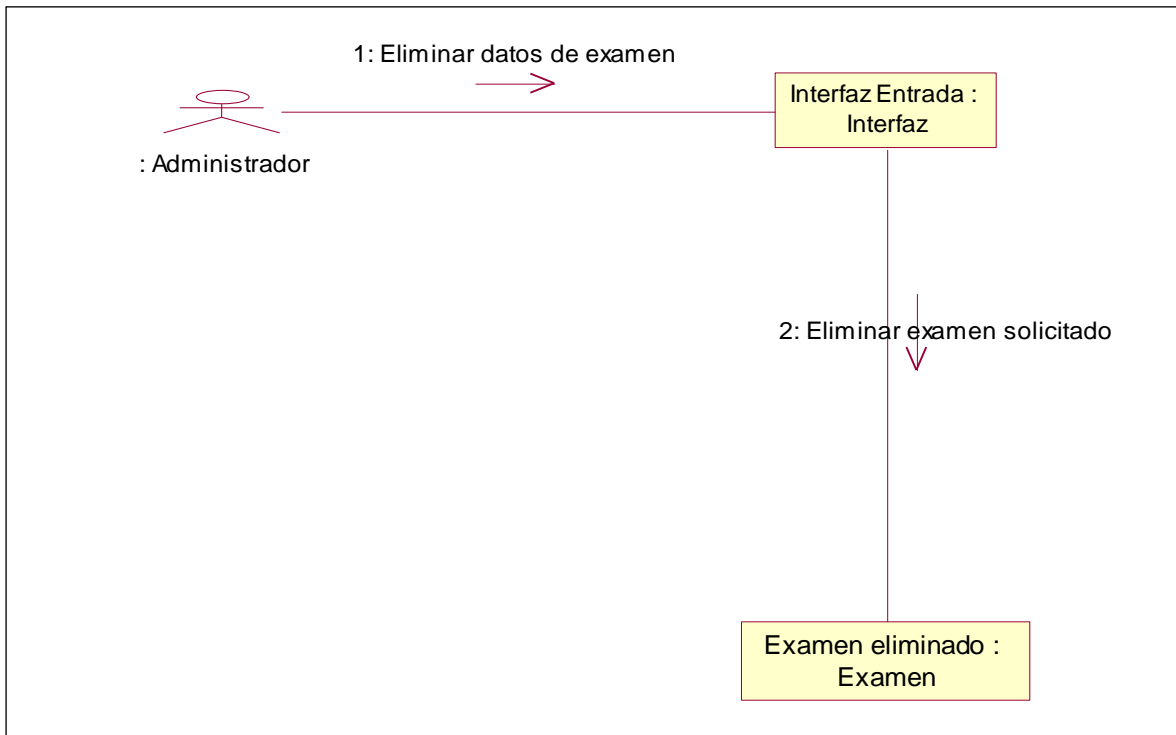 1: Eliminar datos de examen
Interfaz Entrada :
Interfaz
: Administrador
2: Eliminar examen solicitado
Examen eliminado :
Examen